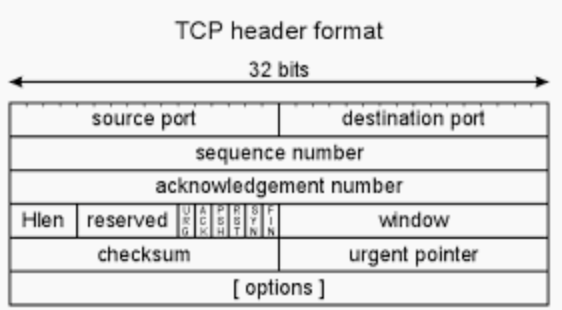 TCP header format
32 bits
source port destination port
sequence number
acknowledgement number
Hlen reserved URG ACK PSH RST SYN FIN window
checksum urgent pointer
[ options ]